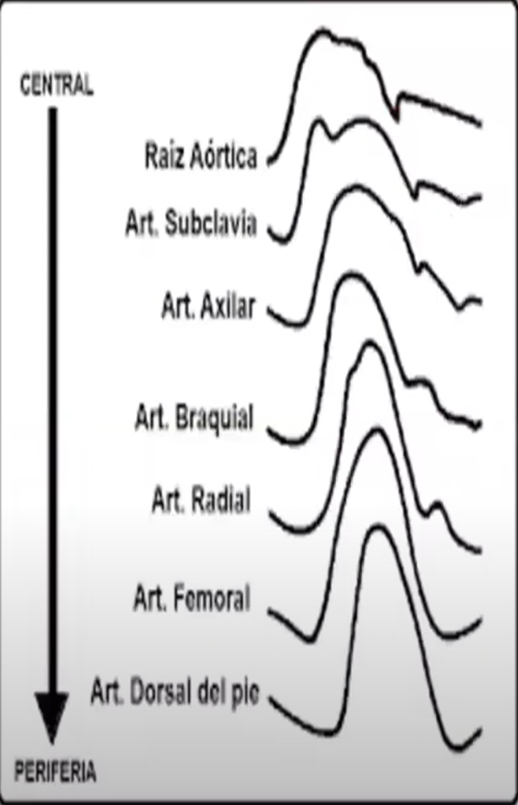 CENTRAL
Raiz Aórtica
Art. Subclavia
Art. Axilar
Art. Braquial
Art. Radial
Art. Femoral
Art. Dorsal del pie
PERIFERIA